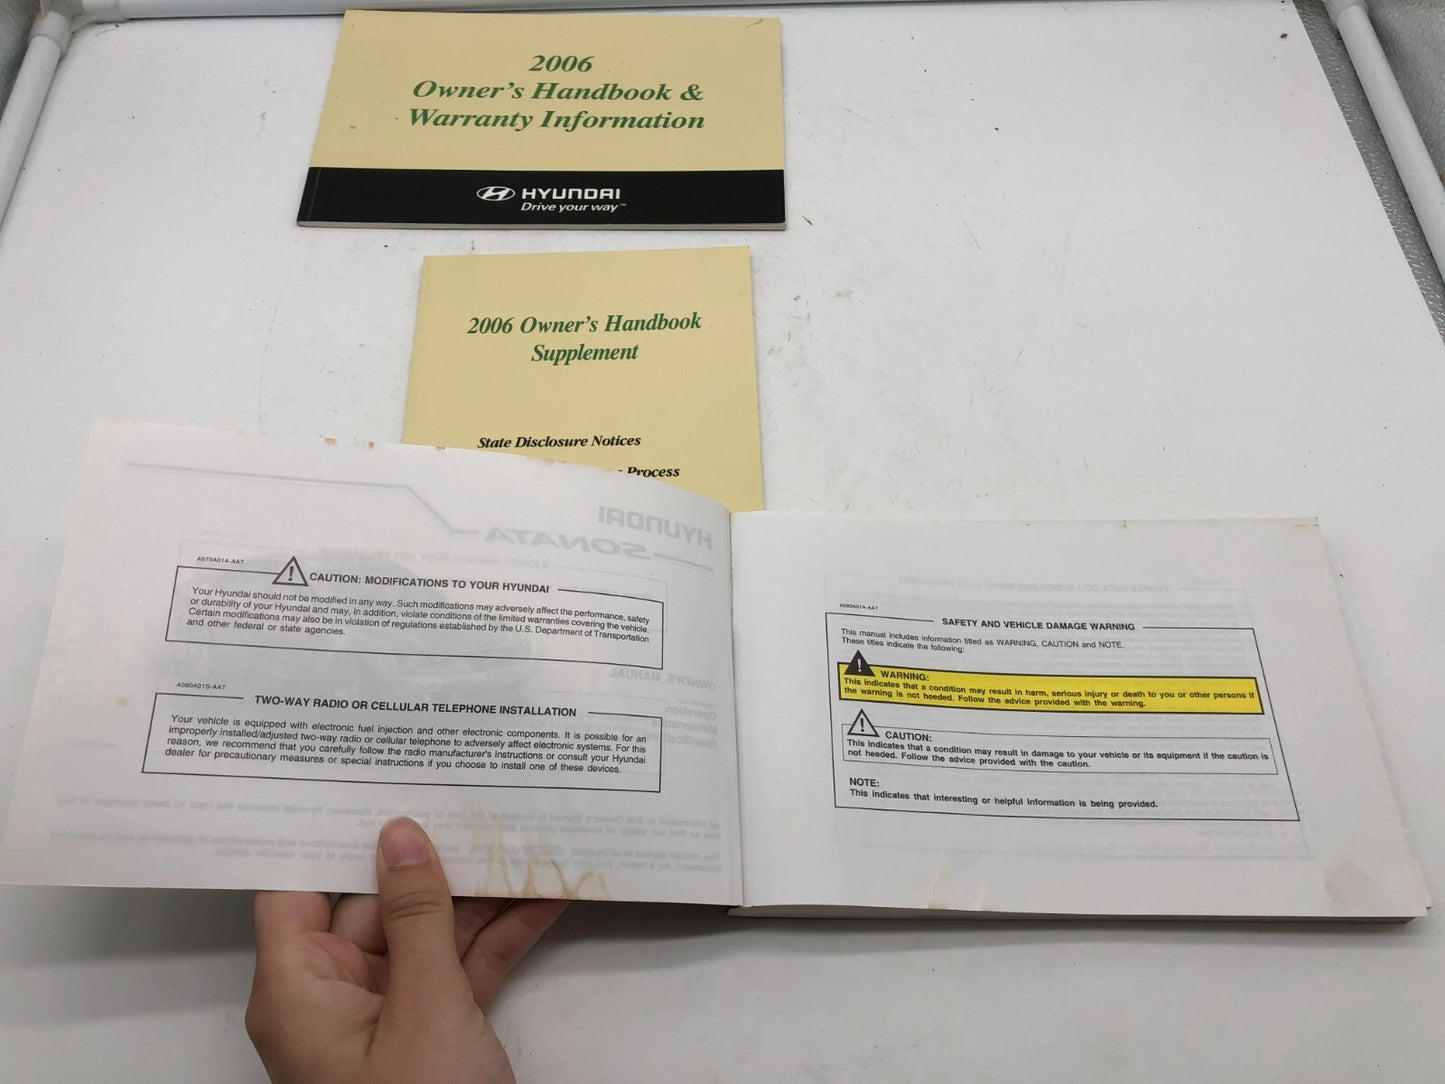 2006
Owner's Handbook &
Warranty Information
HYUNDAI
Drive your way™
2006 Owner's Handbook
Supplement
State Disclosure Notices
Process
HYUNDAI
SONATA
A070A01A-AAT
CAUTION: MODIFICATIONS TO YOUR HYUNDAI
Your Hyundai should not be modified in any way. Such modifications may adversely affect the performance, safety
or durability of your Hyundai and may, in addition, violate conditions of the limited warranties covering the vehicle.
Certain modifications may also be in violation of regulations established by the U.S. Department of Transportation
and other federal or state agencies.
OWNER'S MANUAL
Operation
Maintenance
Specifications
A080A01S-AAT
TWO-WAY RADIO OR CELLULAR TELEPHONE INSTALLATION
Your vehicle is equipped with electronic fuel injection and other electronic components. It is possible for an
improperly installed/adjusted two-way radio or cellular telephone to adversely affect electronic systems. For this
reason, we recommend that you carefully follow the radio manufacturer's instructions or consult your Hyundai
dealer for precautionary measures or special instructions if you choose to install one of these devices.
A090A01A-AAT
SAFETY AND VEHICLE DAMAGE WARNING
This manual includes information titled as WARNING, CAUTION and NOTE.
These titles indicate the following:
WARNING:
This indicates that a condition may result in harm, serious injury or death to you or other persons if
the warning is not heeded. Follow the advice provided with the warning.
CAUTION:
This indicates that a condition may result in damage to your vehicle or its equipment if the caution is
not heeded. Follow the advice provided with the caution.
NOTE:
This indicates that interesting or helpful information is being provided.